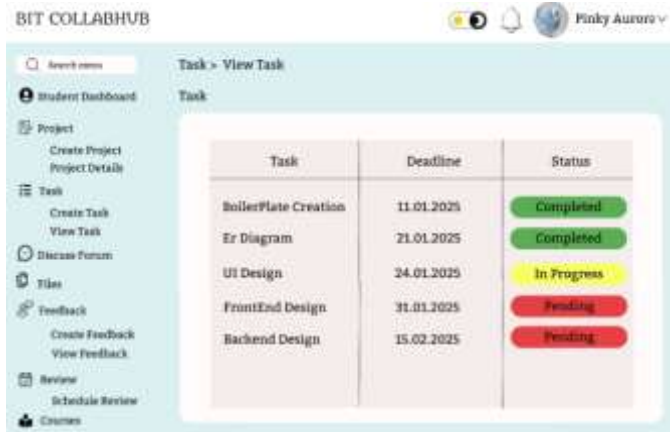 BIT COLLABHUB
Pinky Aurora
Search menu
Task > View Task
Student Dashboard
Task
Project
Create Project
Project Details
Task
Create Task
View Task
Discuss Forum
Files
Feedback
Create Feedback
View Feedback
Review
Schedule Review
Courses
Task Deadline Status
BoilerPlate Creation 11.01.2025 Completed
Er Diagram 21.01.2025 Completed
UI Design 24.01.2025 In Progress
FrontEnd Design 31.01.2025 Pending
Backend Design 15.02.2025 Pending